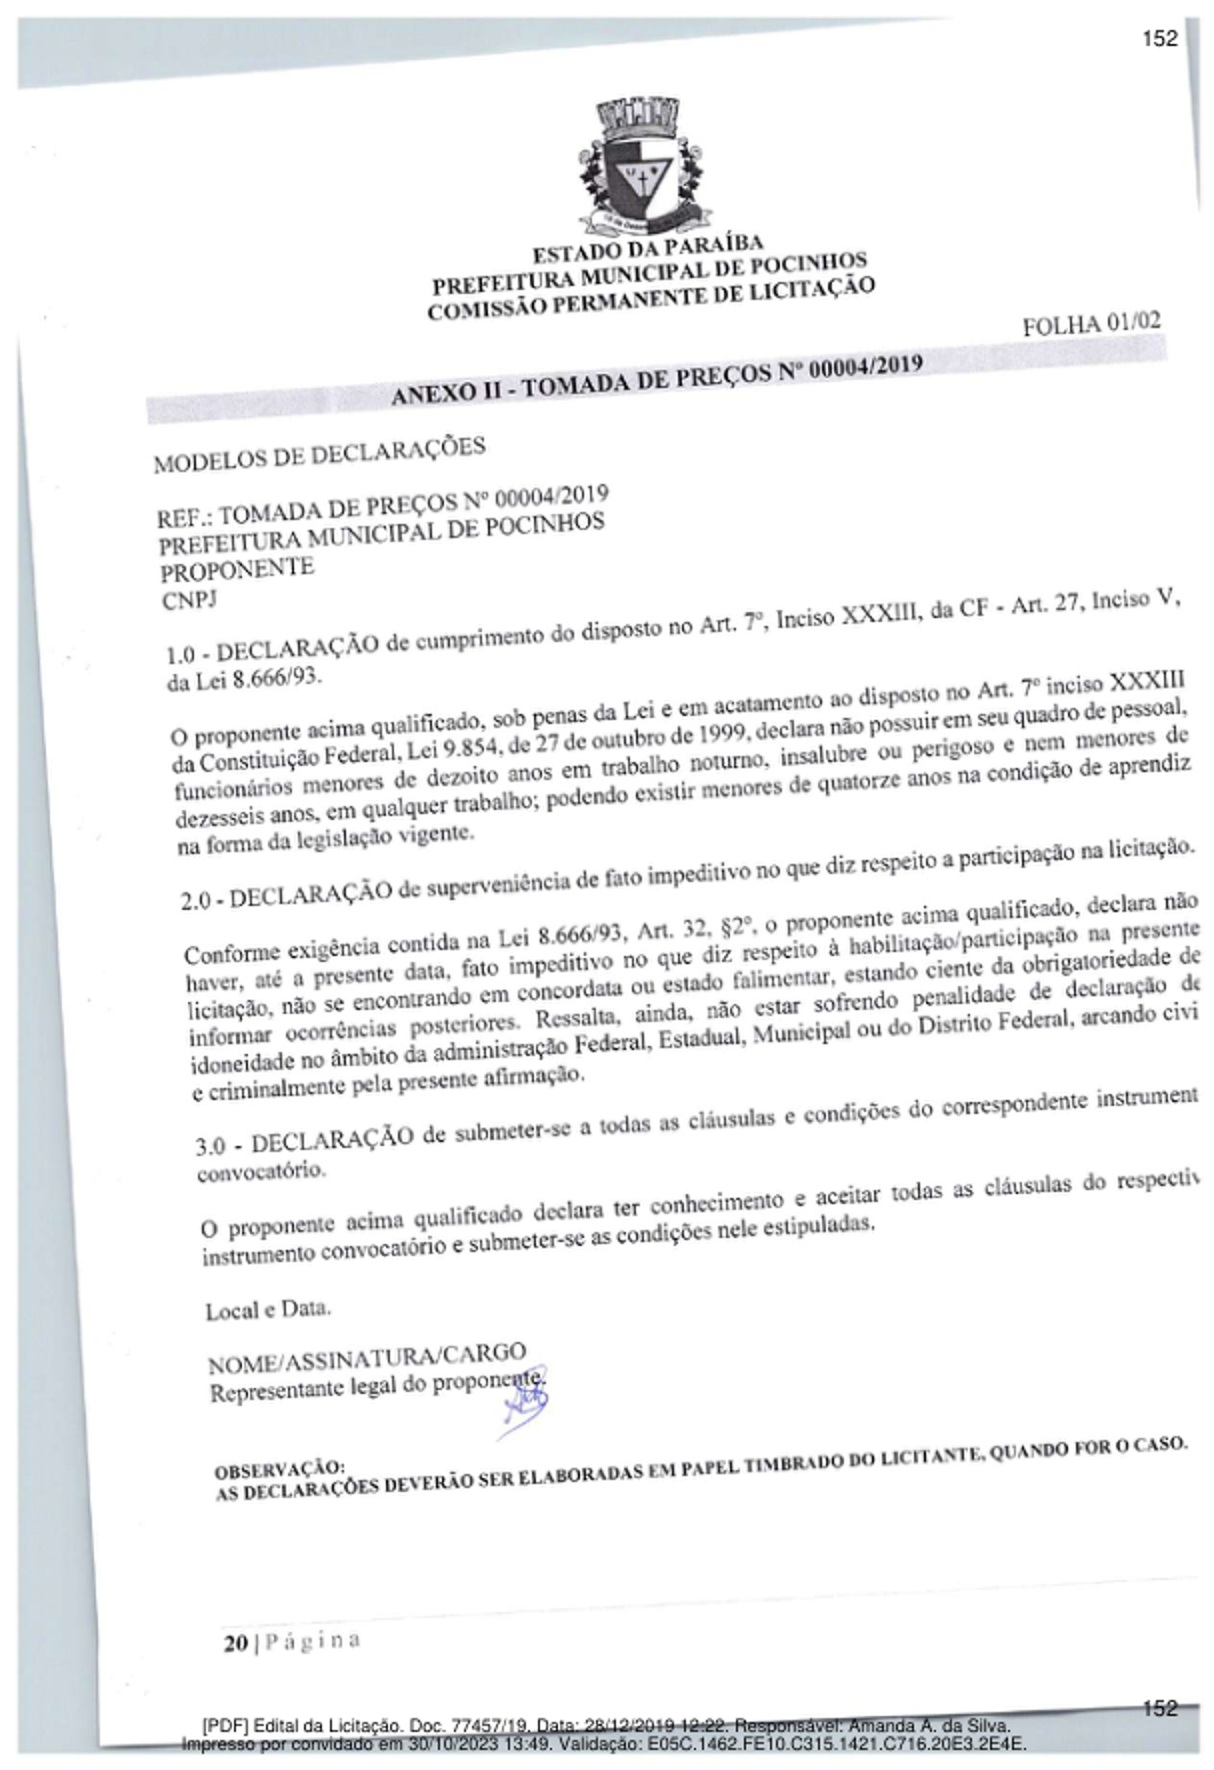 152
ESTADO DA PARAÍBA
PREFEITURA MUNICIPAL DE POCINHOS
COMISSÃO PERMANENTE DE LICITAÇÃO
FOLHA 01/02
ANEXO II - TOMADA DE PREÇOS Nº 00004/2019
MODELOS DE DECLARAÇÕES
REF.: TOMADA DE PREÇOS Nº 00004/2019
PREFEITURA MUNICIPAL DE POCINHOS
PROPONENTE
CNPJ
1.0 - DECLARAÇÃO de cumprimento do disposto no Art. 7º, Inciso XXXIII, da CF - Art. 27, Inciso V,
da Lei 8.666/93.
O proponente acima qualificado, sob penas da Lei e em acatamento ao disposto no Art. 7º inciso XXXIII
da Constituição Federal, Lei 9.854, de 27 de outubro de 1999, declara não possuir em seu quadro de pessoal,
funcionários menores de dezoito anos em trabalho noturno, insalubre ou perigoso e nem menores de
dezesseis anos, em qualquer trabalho; podendo existir menores de quatorze anos na condição de aprendiz
na forma da legislação vigente.
2.0 - DECLARAÇÃO de superveniência de fato impeditivo no que diz respeito a participação na licitação.
Conforme exigência contida na Lei 8.666/93, Art. 32, §2º, o proponente acima qualificado, declara não
haver, até a presente data, fato impeditivo no que diz respeito à habilitação/participação na presente
licitação, não se encontrando em concordata ou estado falimentar, estando ciente da obrigatoriedade de
informar ocorrências posteriores. Ressalta, ainda, não estar sofrendo penalidade de declaração de
idoneidade no âmbito da administração Federal, Estadual, Municipal ou do Distrito Federal, arcando civi
e criminalmente pela presente afirmação.
3.0 - DECLARAÇÃO de submeter-se a todas as cláusulas e condições do correspondente instrument
convocatório.
O proponente acima qualificado declara ter conhecimento e aceitar todas as cláusulas do respectiv
instrumento convocatório e submeter-se as condições nele estipuladas.
Local e Data.
NOME/ASSINATURA/CARGO
Representante legal do proponente.
OBSERVAÇÃO:
AS DECLARAÇÕES DEVERÃO SER ELABORADAS EM PAPEL TIMBRADO DO LICITANTE, QUANDO FOR O CASO.
20 | Página
152
[PDF] Edital da Licitação. Doc. 77457/19. Data: 28/12/2019 12:22. Responsável: Amanda A. da Silva.
Impresso por convidado em 30/10/2023 13:49. Validação: E05C.1462.FE10.C315.1421.C716.20E3.2E4E.